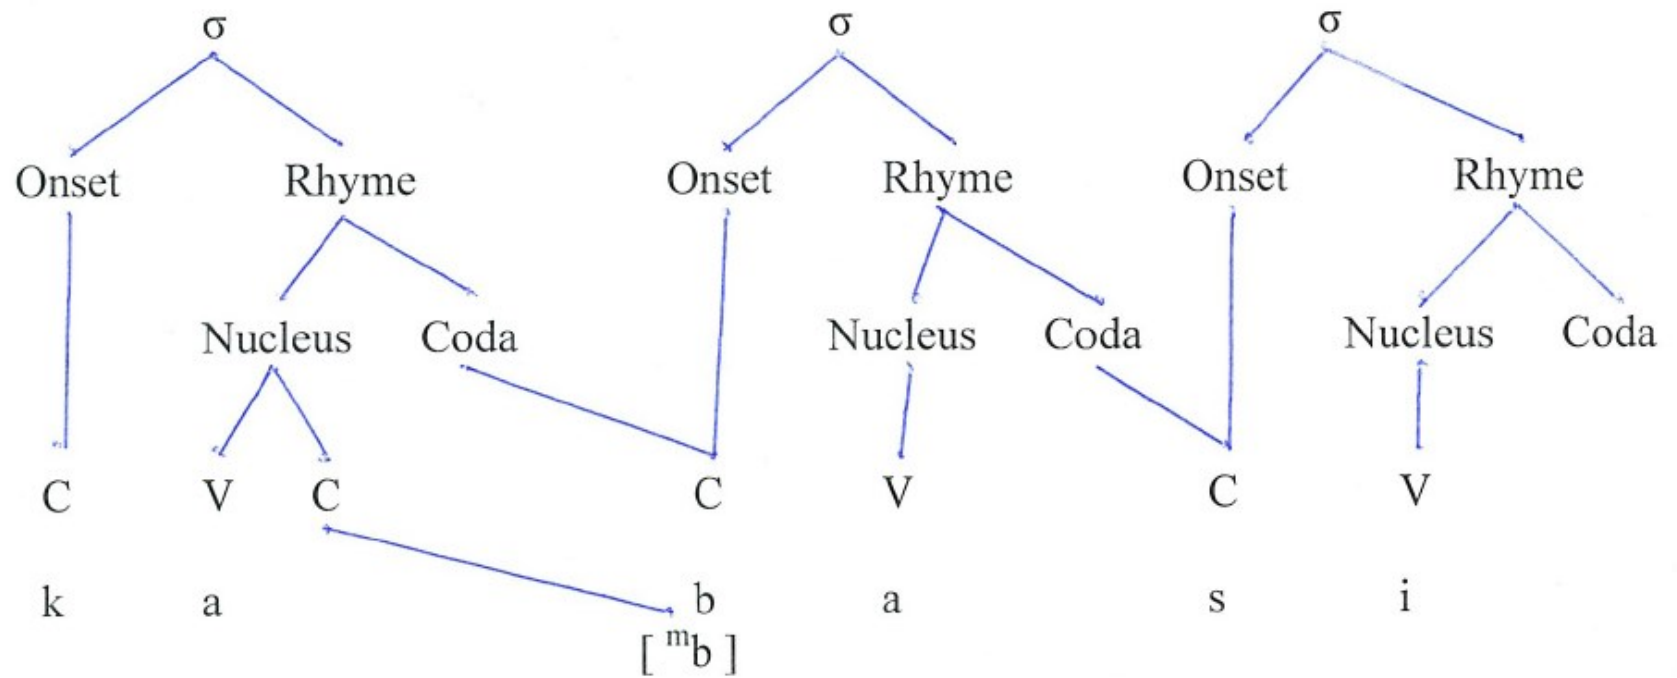 σ σ σ
Onset Rhyme Onset Rhyme Onset Rhyme
Nucleus Coda Nucleus Coda Nucleus Coda
C V C C V C V
k a b a s i
[ ᵐb ]